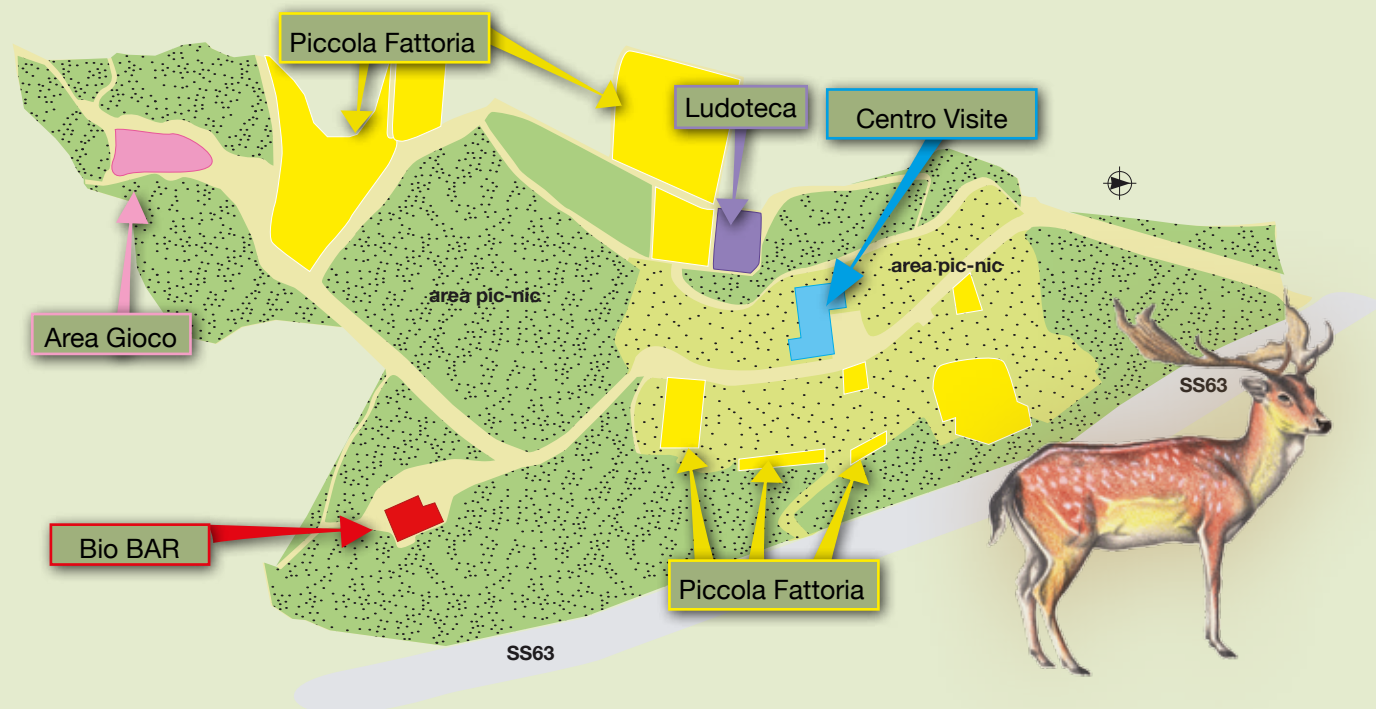 Piccola Fattoria
Ludoteca
Centro Visite
area pic-nic
area pic-nic
Area Gioco
SS63
Bio BAR
Piccola Fattoria
SS63